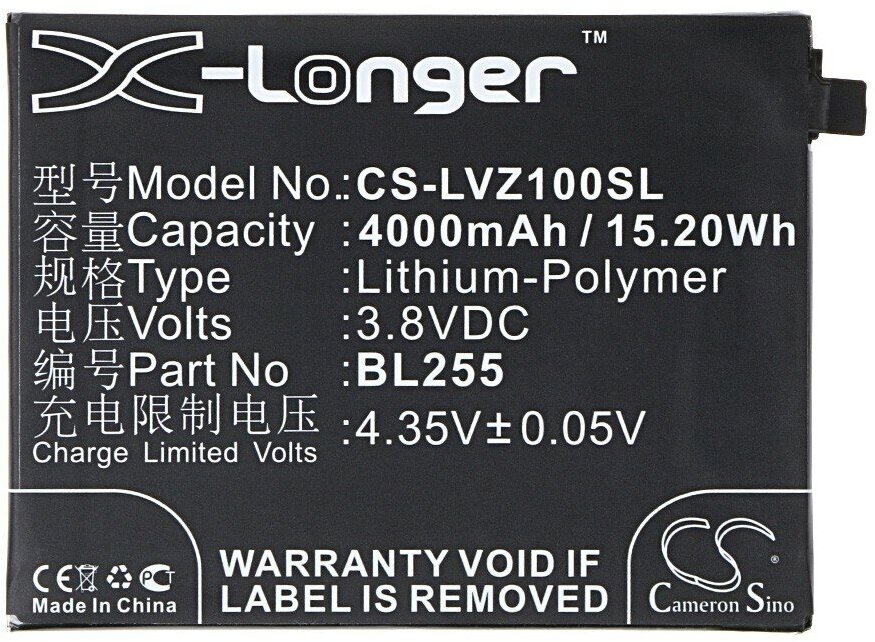 X-Longer™
型号Model No.: CS-LVZ100SL
容量Capacity : 4000mAh / 15.20Wh
规格Type : Lithium-Polymer
电压Volts : 3.8VDC
编号Part No : BL255
充电限制电压 : 4.35V±0.05V
Charge Limited Volts
CE PCT
Made In China
WARRANTY VOID IF
LABEL IS REMOVED
CS®
Cameron Sino